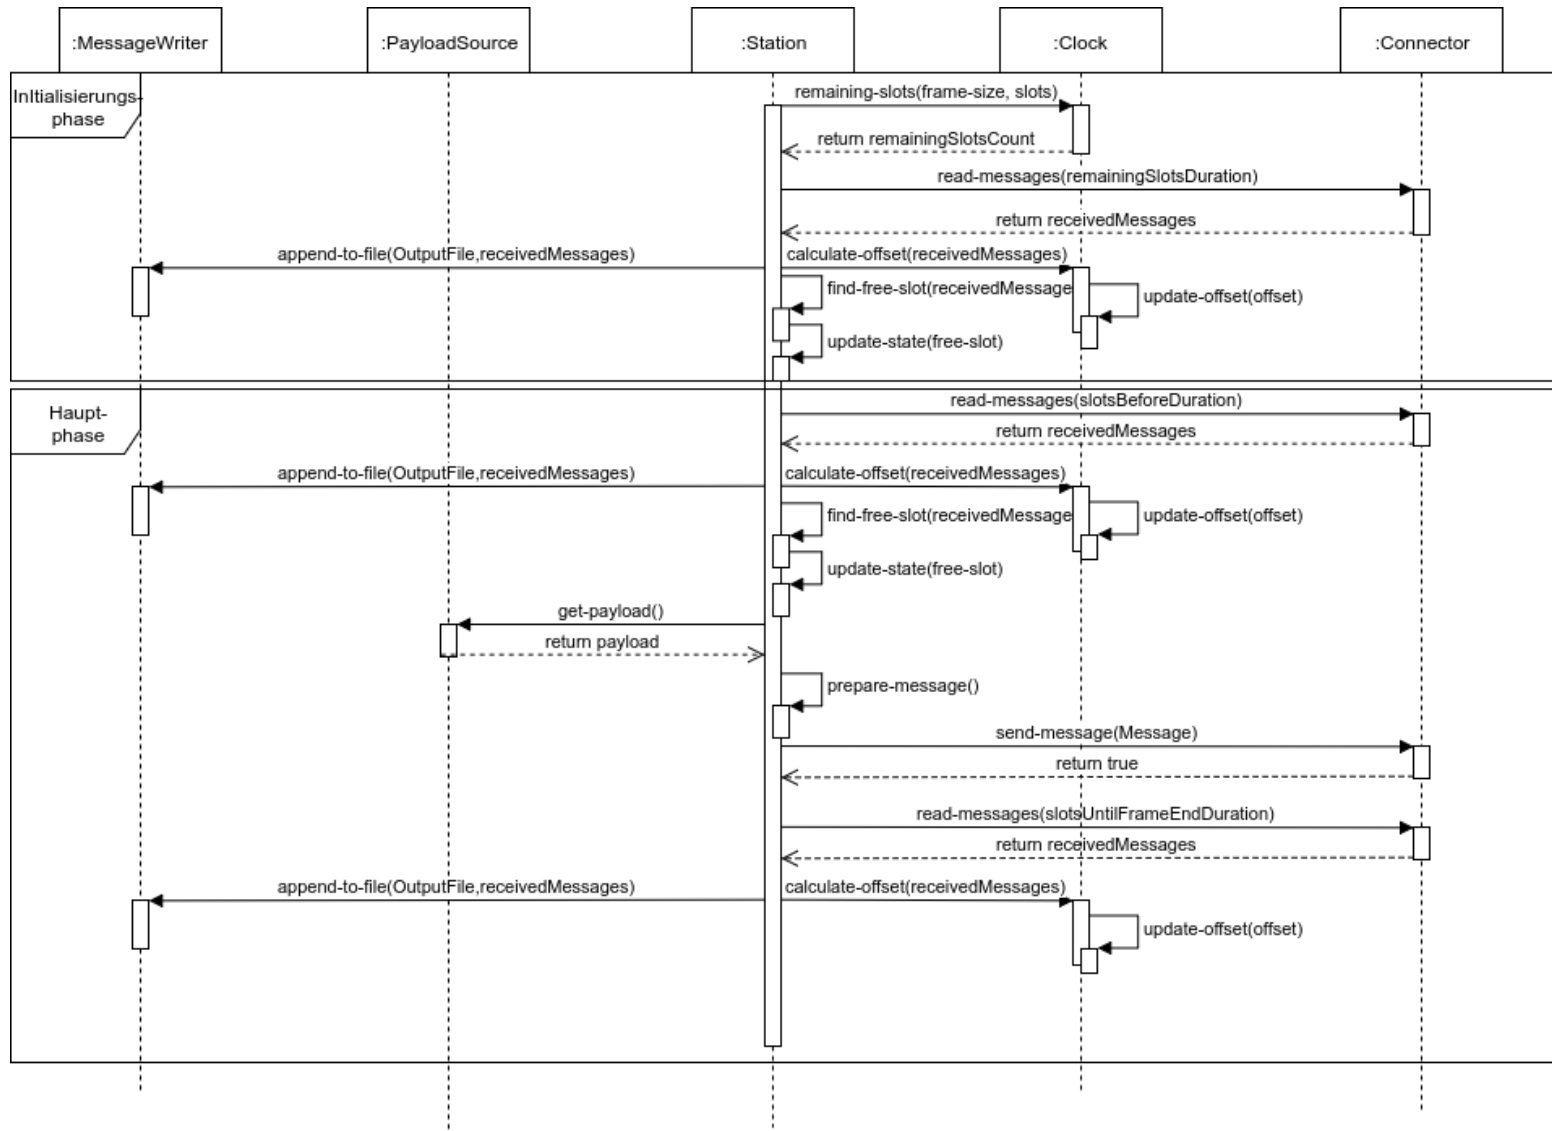 :MessageWriter
:PayloadSource
:Station
:Clock
:Connector
InItialisierungs-
phase
remaining-slots(frame-size, slots)
return remainingSlotsCount
read-messages(remainingSlotsDuration)
return receivedMessages
append-to-file(OutputFile,receivedMessages)
calculate-offset(receivedMessages)
find-free-slot(receivedMessage
update-offset(offset)
update-state(free-slot)
Haupt-
phase
read-messages(slotsBeforeDuration)
return receivedMessages
append-to-file(OutputFile,receivedMessages)
calculate-offset(receivedMessages)
find-free-slot(receivedMessage
update-offset(offset)
update-state(free-slot)
get-payload()
return payload
prepare-message()
send-message(Message)
return true
read-messages(slotsUntilFrameEndDuration)
return receivedMessages
append-to-file(OutputFile,receivedMessages)
calculate-offset(receivedMessages)
update-offset(offset)